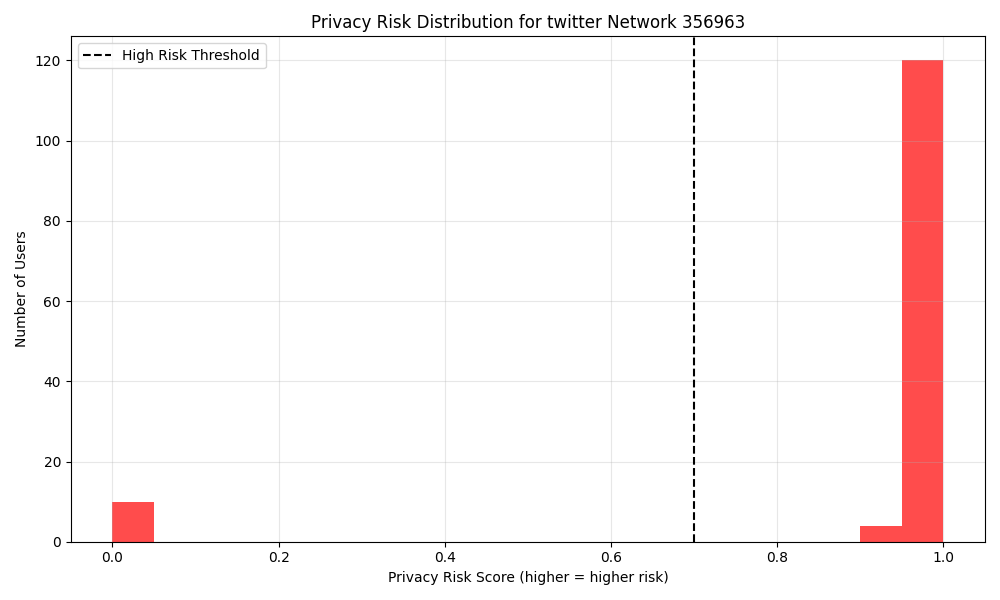 Privacy Risk Distribution for twitter Network 356963
High Risk Threshold
Number of Users
120
100
80
60
40
20
0
0.0 0.2 0.4 0.6 0.8 1.0
Privacy Risk Score (higher = higher risk)